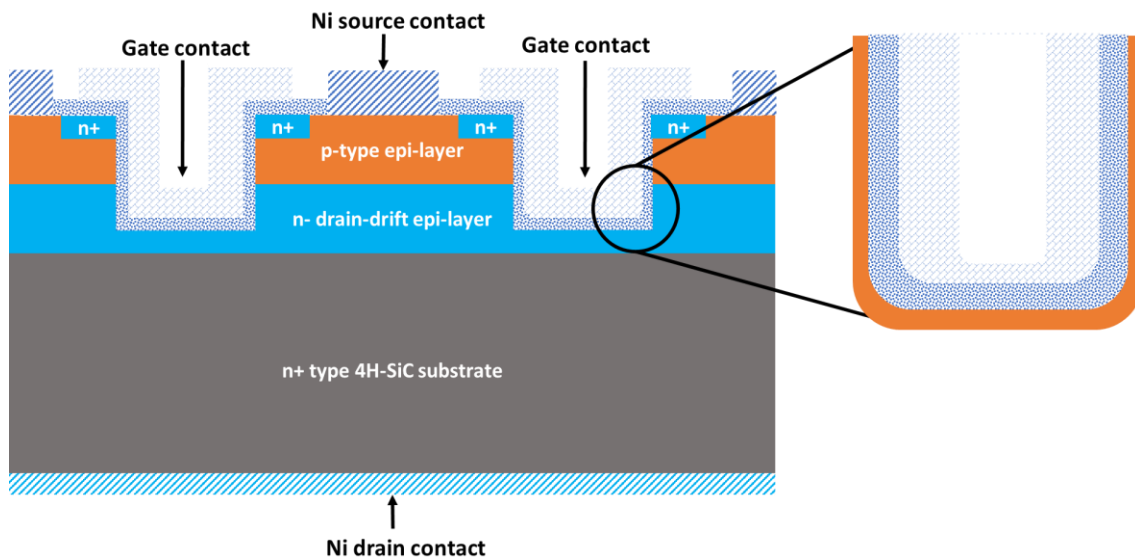 Ni source contact
Gate contact
Gate contact
n+
n+
n+
n+
p-type epi-layer
n- drain-drift epi-layer
n+ type 4H-SiC substrate
Ni drain contact